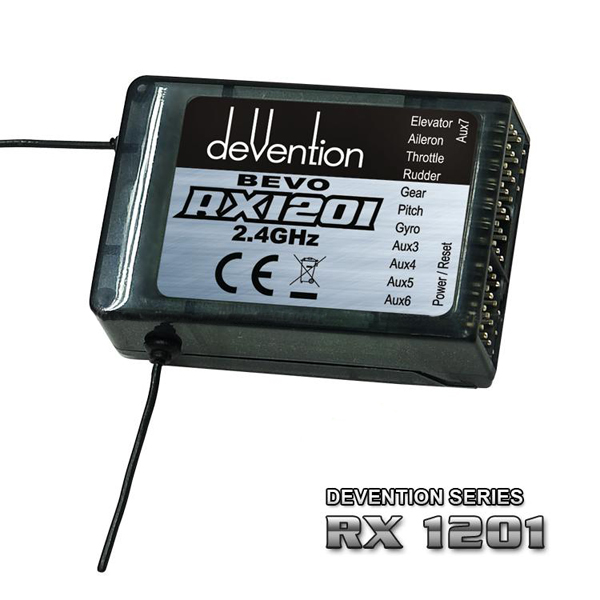 deVention
BEVO
RX1201
2.4GHz
CE
Elevator
Aileron
Throttle
Rudder
Gear
Pitch
Gyro
Aux3
Aux4
Aux5
Aux6
Aux7
Power / Reset
DEVENTION SERIES
RX 1201